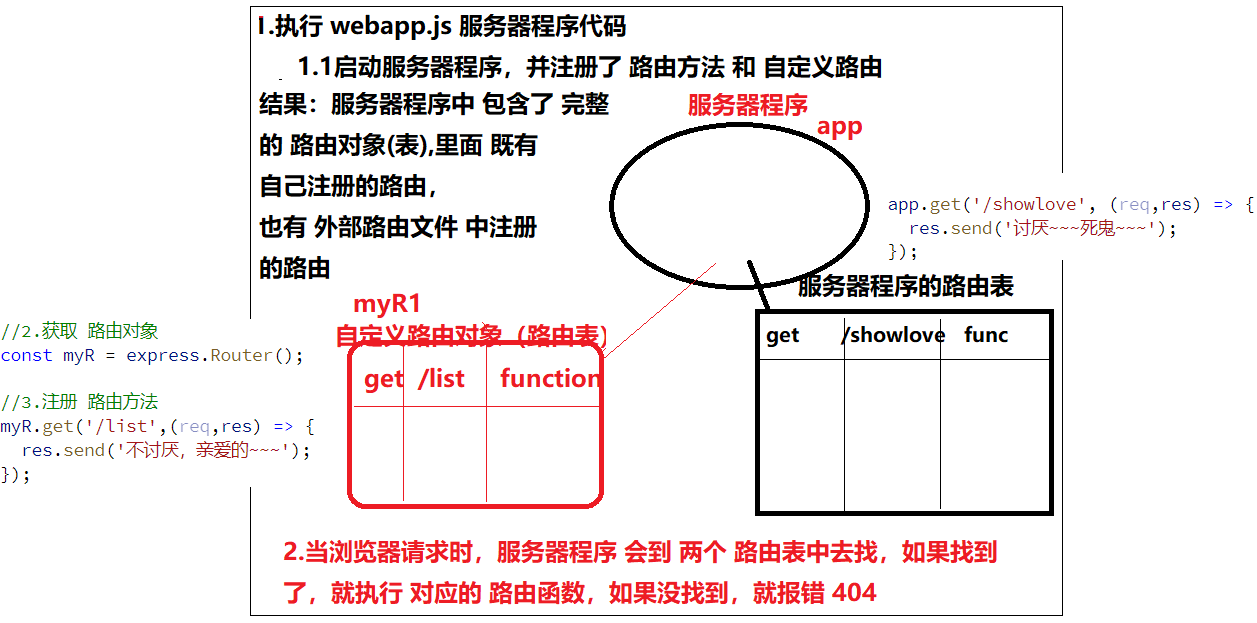 1.执行 webapp.js 服务器程序代码
1.1启动服务器程序，并注册了 路由方法 和 自定义路由
结果：服务器程序中 包含了 完整
的 路由对象(表),里面 既有
自己注册的路由，
也有 外部路由文件 中注册
的路由
服务器程序
app
app.get('/showlove', (req,res) => {
res.send('讨厌~~~死鬼~~~');
});
服务器程序的路由表
get /showlove func
myR1
自定义路由对象（路由表）
get /list function
//2.获取 路由对象
const myR = express.Router();
//3.注册 路由方法
myR.get('/list',(req,res) => {
res.send('不讨厌，亲爱的~~~');
});
2.当浏览器请求时，服务器程序 会到 两个 路由表中去找，如果找到
了，就执行 对应的 路由函数，如果没找到，就报错 404